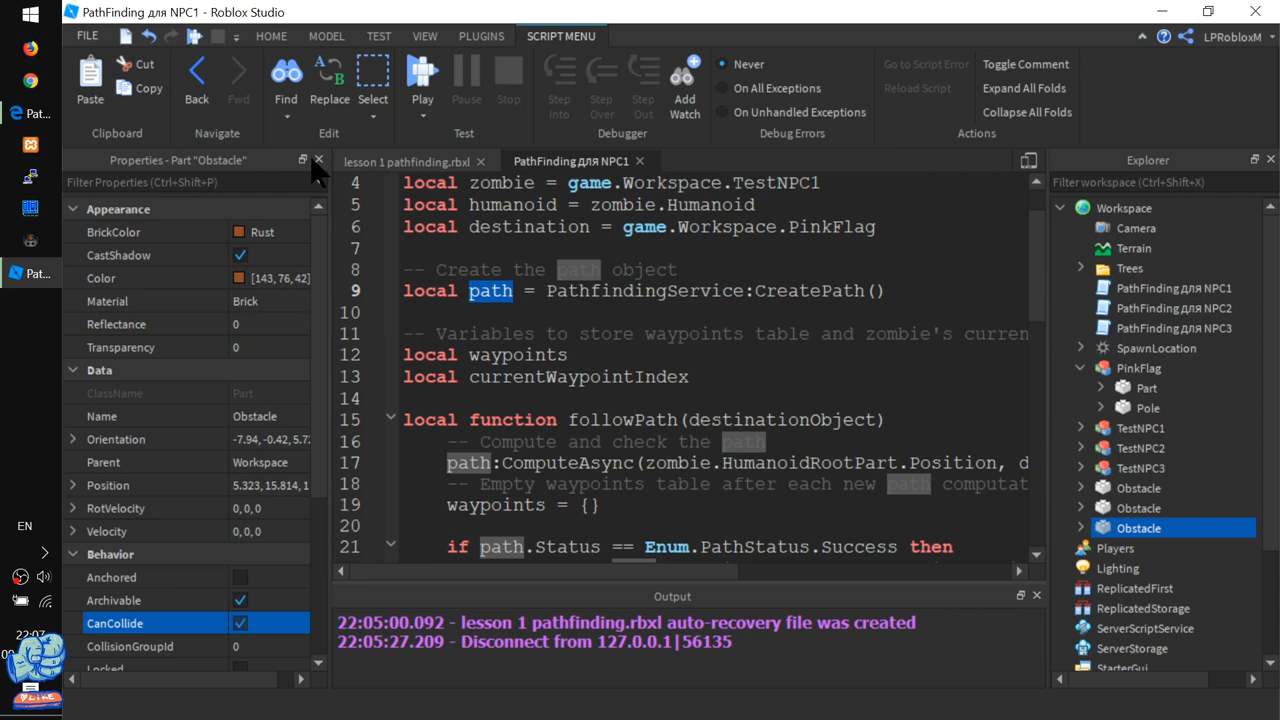 PathFinding для NPC1 - Roblox Studio
FILE HOME MODEL TEST VIEW PLUGINS SCRIPT MENU LPRobloxM
Paste Cut Copy Clipboard
Back Fwd Navigate
Find Replace Select Edit
Play Pause Stop Test
Step Into Step Over Step Out Add Watch Debugger
Never
On All Exceptions
On Unhandled Exceptions
Debug Errors
Go to Script Error Toggle Comment
Reload Script Expand All Folds
Collapse All Folds
Actions
Pat...
Pat...
EN
22:07
LIKE
Properties - Part "Obstacle"
Filter Properties (Ctrl+Shift+P)
Appearance
BrickColor Rust
CastShadow
Color [143, 76, 42]
Material Brick
Reflectance 0
Transparency 0
Data
ClassName Part
Name Obstacle
Orientation -7.94, -0.42, 5.7
Parent Workspace
Position 5.323, 15.814, 1
RotVelocity 0, 0, 0
Velocity 0, 0, 0
Behavior
Anchored
Archivable
CanCollide
CollisionGroupId 0
Locked
lesson 1 pathfinding.rbxl PathFinding для NPC1
4 local zombie = game.Workspace.TestNPC1
5 local humanoid = zombie.Humanoid
6 local destination = game.Workspace.PinkFlag
7
8 -- Create the path object
9 local path = PathfindingService:CreatePath()
10
11 -- Variables to store waypoints table and zombie's curren
12 local waypoints
13 local currentWaypointIndex
14
15 local function followPath(destinationObject)
16 -- Compute and check the path
17 path:ComputeAsync(zombie.HumanoidRootPart.Position, d
18 -- Empty waypoints table after each new path computat
19 waypoints = {}
20
21 if path.Status == Enum.PathStatus.Success then
Output
22:05:00.092 - lesson 1 pathfinding.rbxl auto-recovery file was created
22:05:27.209 - Disconnect from 127.0.0.1|56135
Explorer
Filter workspace (Ctrl+Shift+X)
Workspace
Camera
Terrain
Trees
PathFinding для NPC1
PathFinding для NPC2
PathFinding для NPC3
SpawnLocation
PinkFlag
Part
Pole
TestNPC1
TestNPC2
TestNPC3
Obstacle
Obstacle
Obstacle
Players
Lighting
ReplicatedFirst
ReplicatedStorage
ServerScriptService
ServerStorage
StarterGui